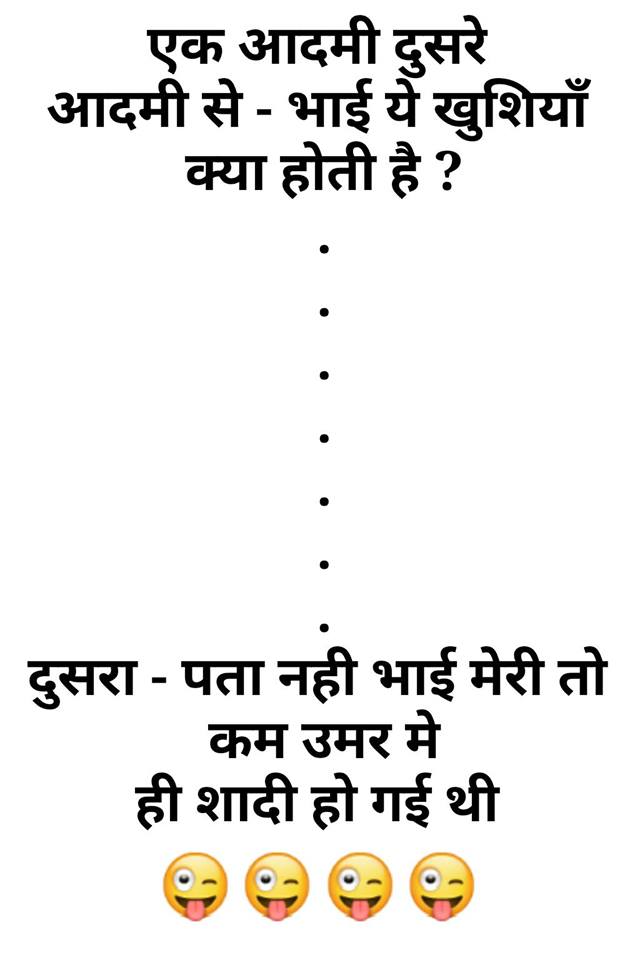 एक आदमी दुसरे
आदमी से - भाई ये खुशियाँ
क्या होती है ?
.
.
.
.
.
.
.
दुसरा - पता नही भाई मेरी तो
कम उमर मे
ही शादी हो गई थी
😜😜😜😜